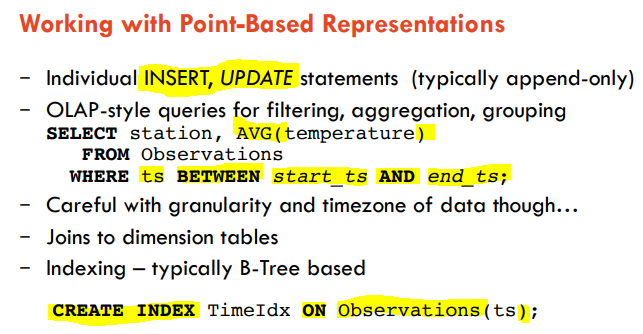 Working with Point-Based Representations
– Individual INSERT, UPDATE statements (typically append-only)
– OLAP-style queries for filtering, aggregation, grouping
SELECT station, AVG(temperature)
FROM Observations
WHERE ts BETWEEN start_ts AND end_ts;
– Careful with granularity and timezone of data though…
– Joins to dimension tables
– Indexing – typically B-Tree based
CREATE INDEX TimeIdx ON Observations(ts);